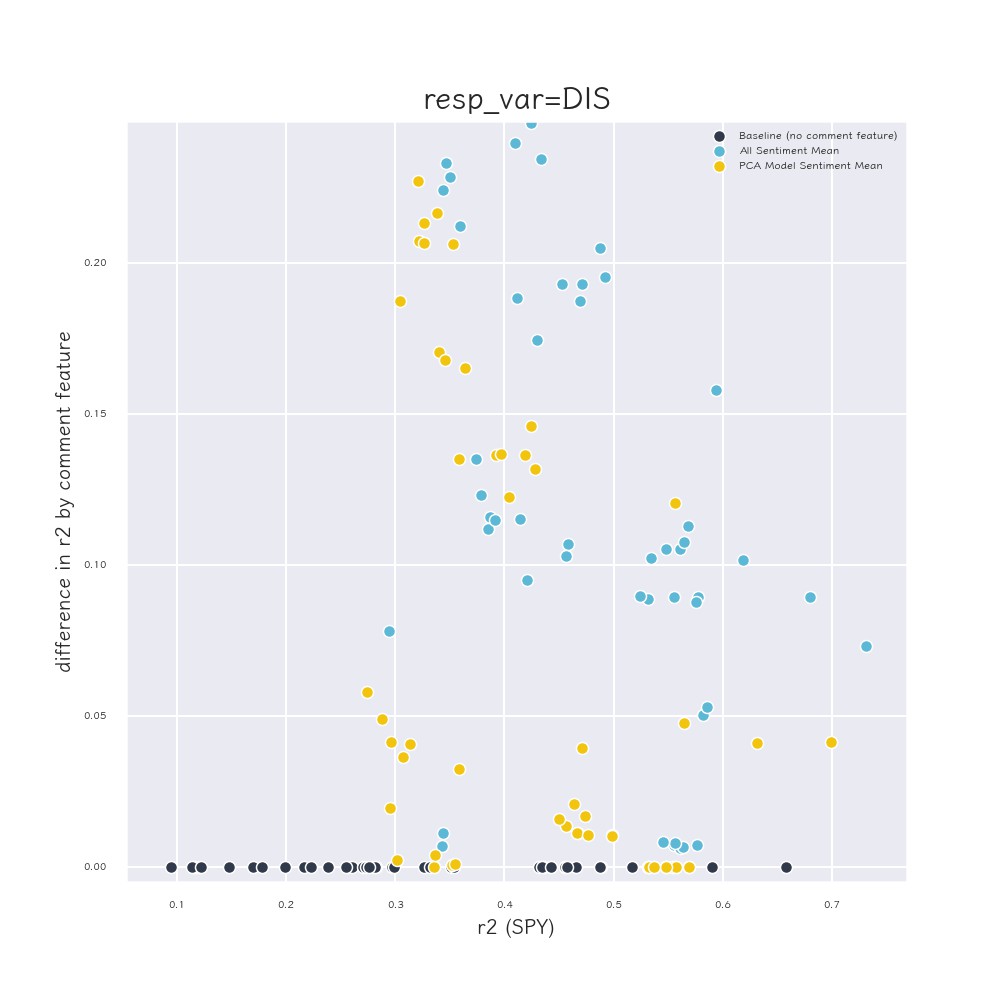 resp_var=DIS
Baseline (no comment feature)
All Sentiment Mean
PCA Model Sentiment Mean
difference in r2 by comment feature
0.20
0.15
0.10
0.05
0.00
0.1 0.2 0.3 0.4 0.5 0.6 0.7
r2 (SPY)